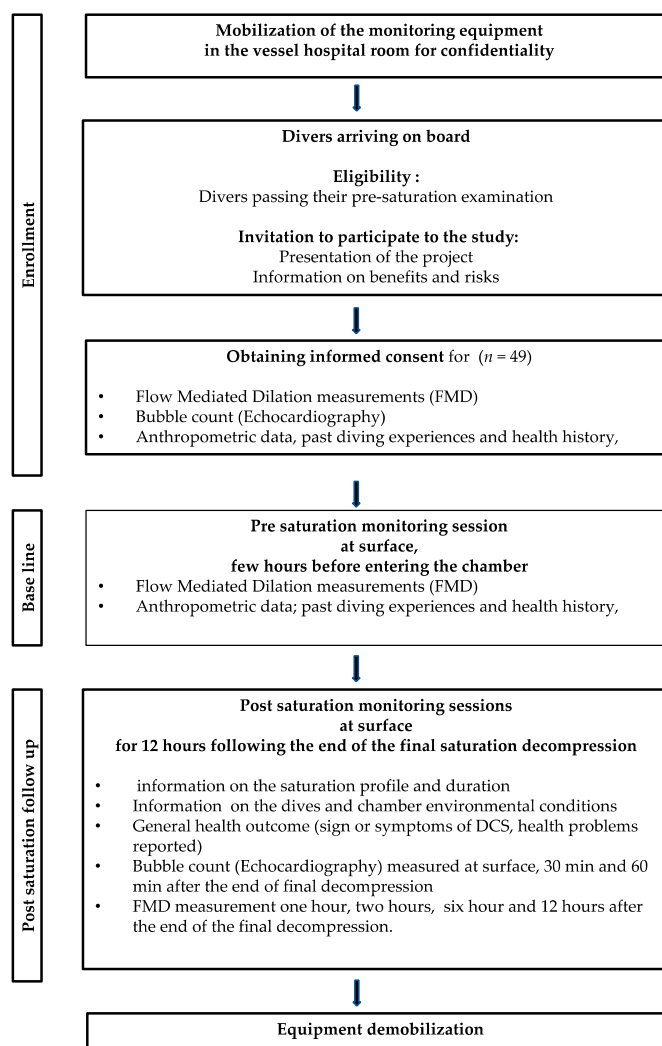 Enrollment
Mobilization of the monitoring equipment
in the vessel hospital room for confidentiality
Divers arriving on board
Eligibility :
Divers passing their pre-saturation examination
Invitation to participate to the study:
Presentation of the project
Information on benefits and risks
Obtaining informed consent for (n = 49)
• Flow Mediated Dilation measurements (FMD)
• Bubble count (Echocardiography)
• Anthropometric data, past diving experiences and health history,
Base line
Pre saturation monitoring session
at surface,
few hours before entering the chamber
• Flow Mediated Dilation measurements (FMD)
• Anthropometric data; past diving experiences and health history,
Post saturation follow up
Post saturation monitoring sessions
at surface
for 12 hours following the end of the final saturation decompression
• information on the saturation profile and duration
• Information on the dives and chamber environmental conditions
• General health outcome (sign or symptoms of DCS, health problems
reported)
• Bubble count (Echocardiography) measured at surface, 30 min and 60
min after the end of final decompression
• FMD measurement one hour, two hours, six hour and 12 hours after
the end of the final decompression.
Equipment demobilization